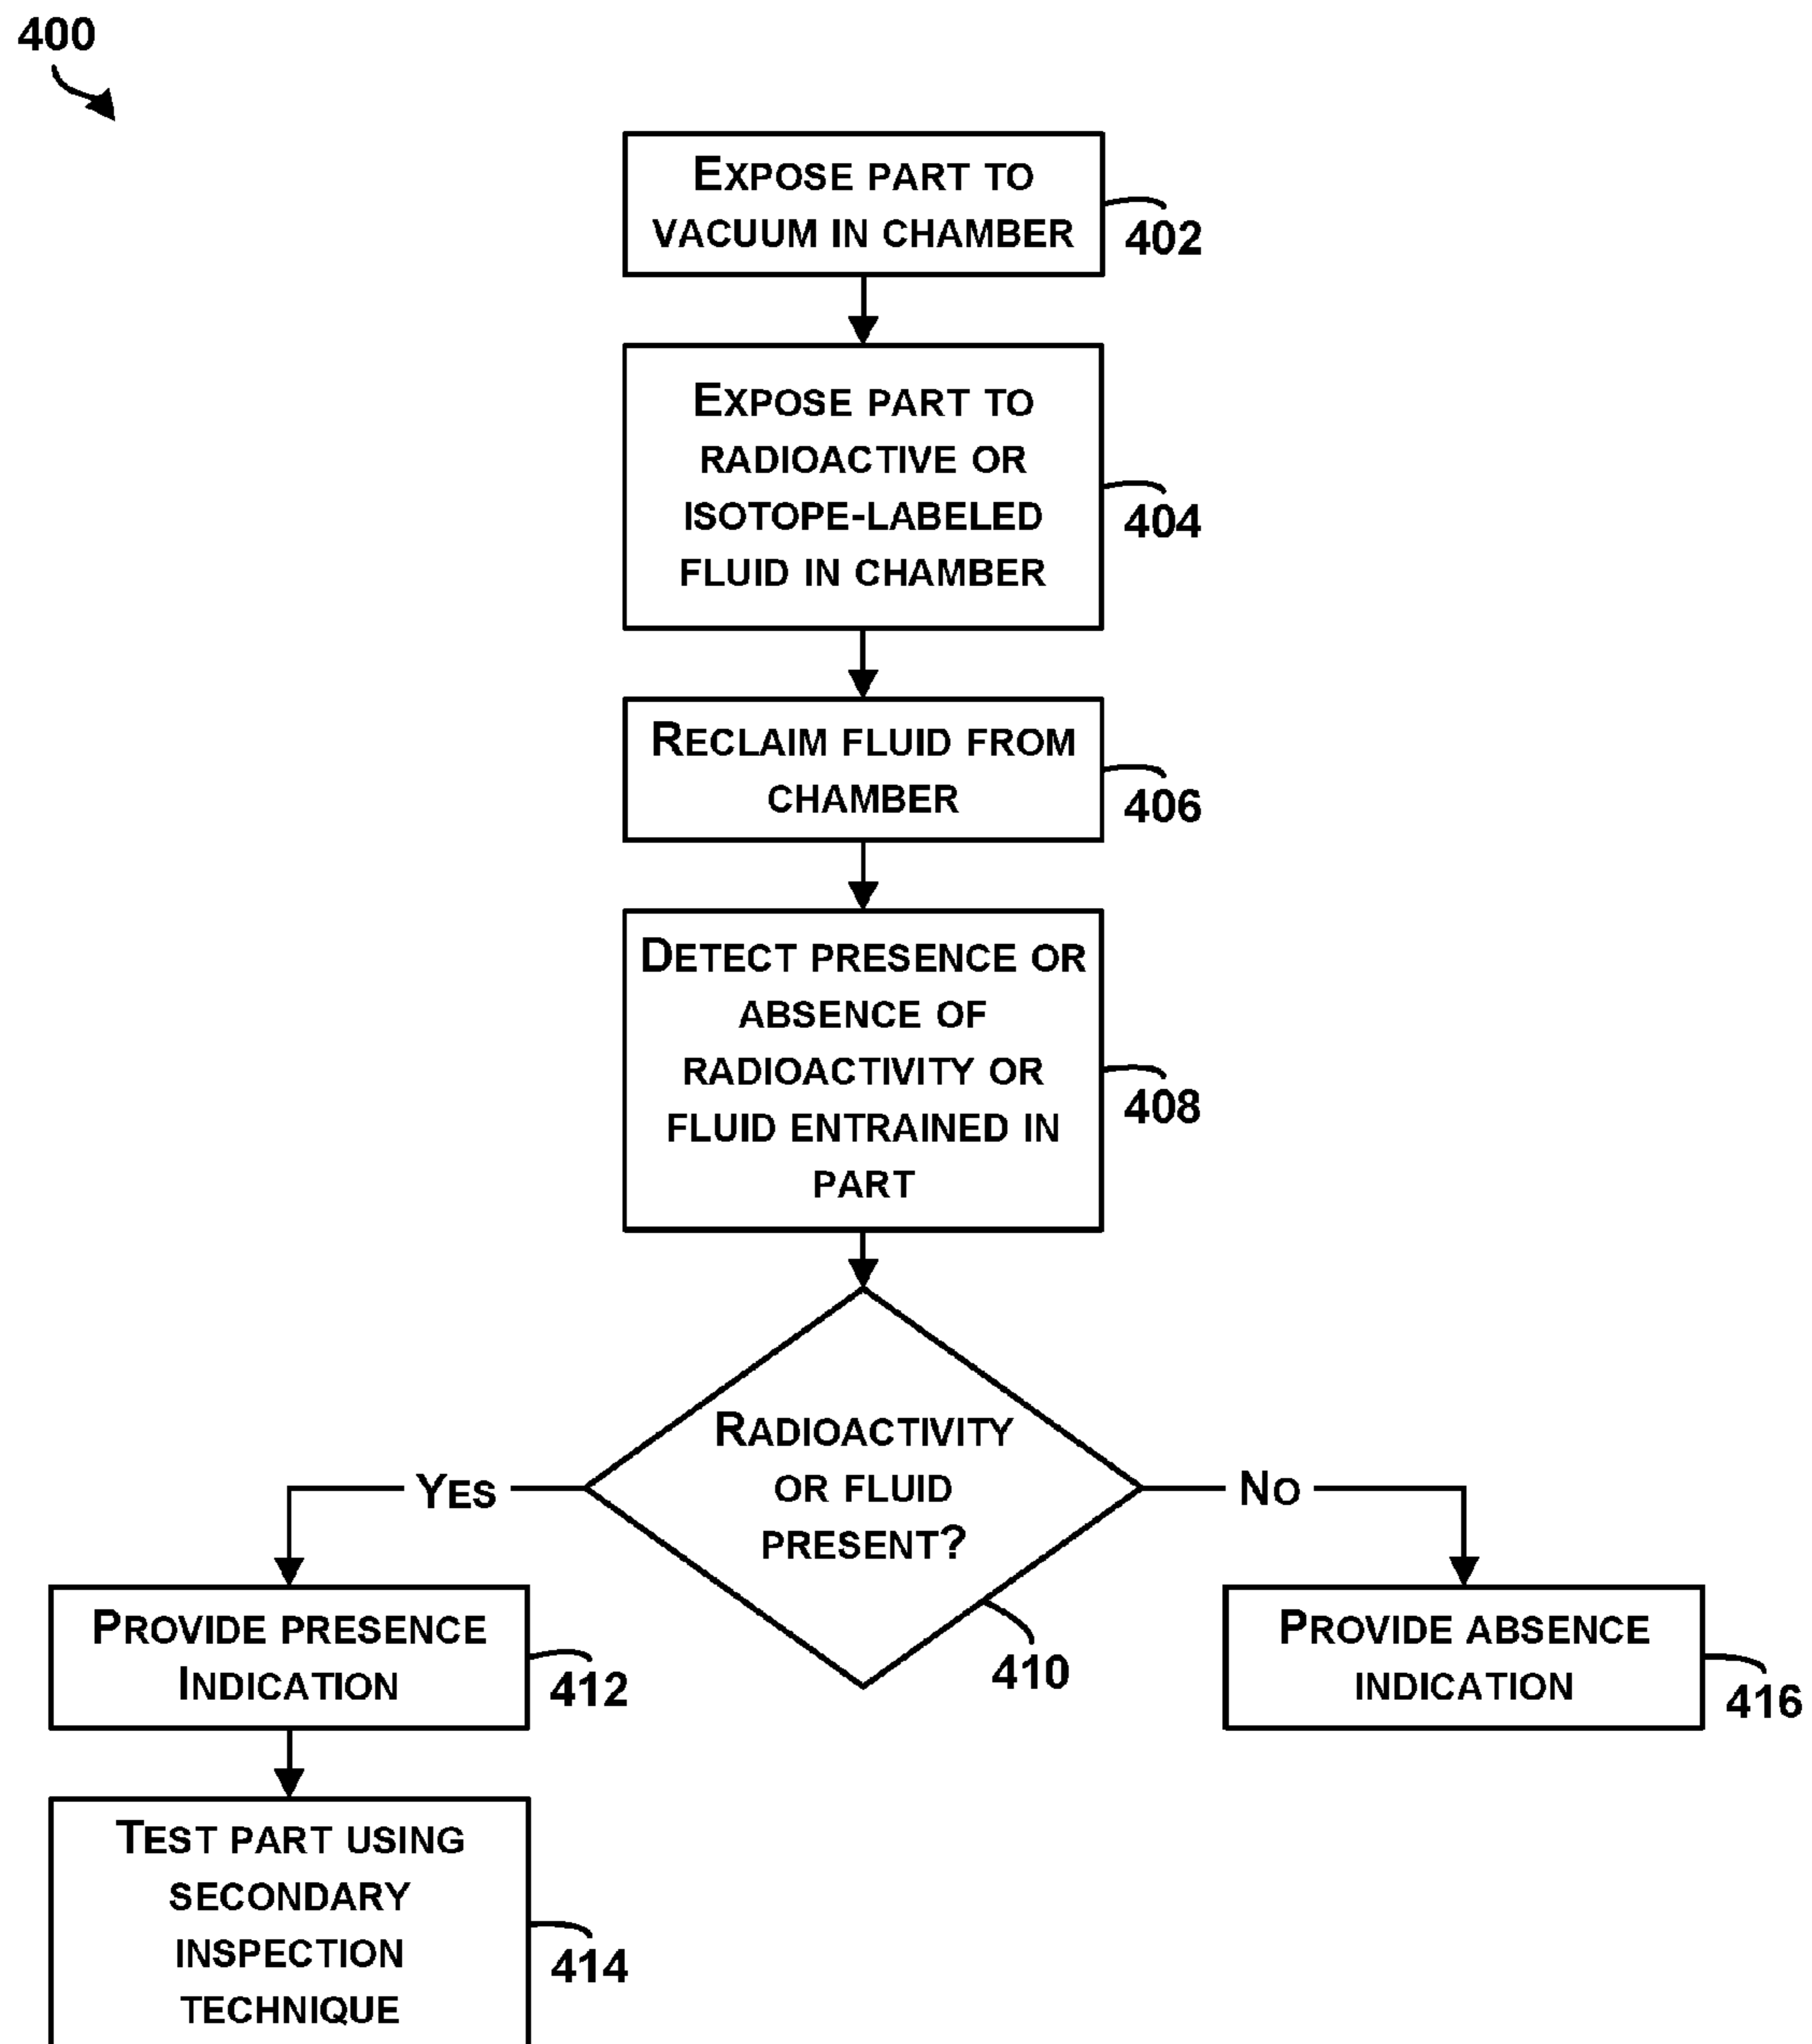 400
EXPOSE PART TO
VACUUM IN CHAMBER
402
EXPOSE PART TO
RADIOACTIVE OR
ISOTOPE-LABELED
FLUID IN CHAMBER
404
RECLAIM FLUID FROM
CHAMBER
406
DETECT PRESENCE OR
ABSENCE OF
RADIOACTIVITY OR
FLUID ENTRAINED IN
PART
408
RADIOACTIVITY
OR FLUID
PRESENT?
410
YES
NO
PROVIDE PRESENCE
INDICATION
412
PROVIDE ABSENCE
INDICATION
416
TEST PART USING
SECONDARY
INSPECTION
TECHNIQUE
414